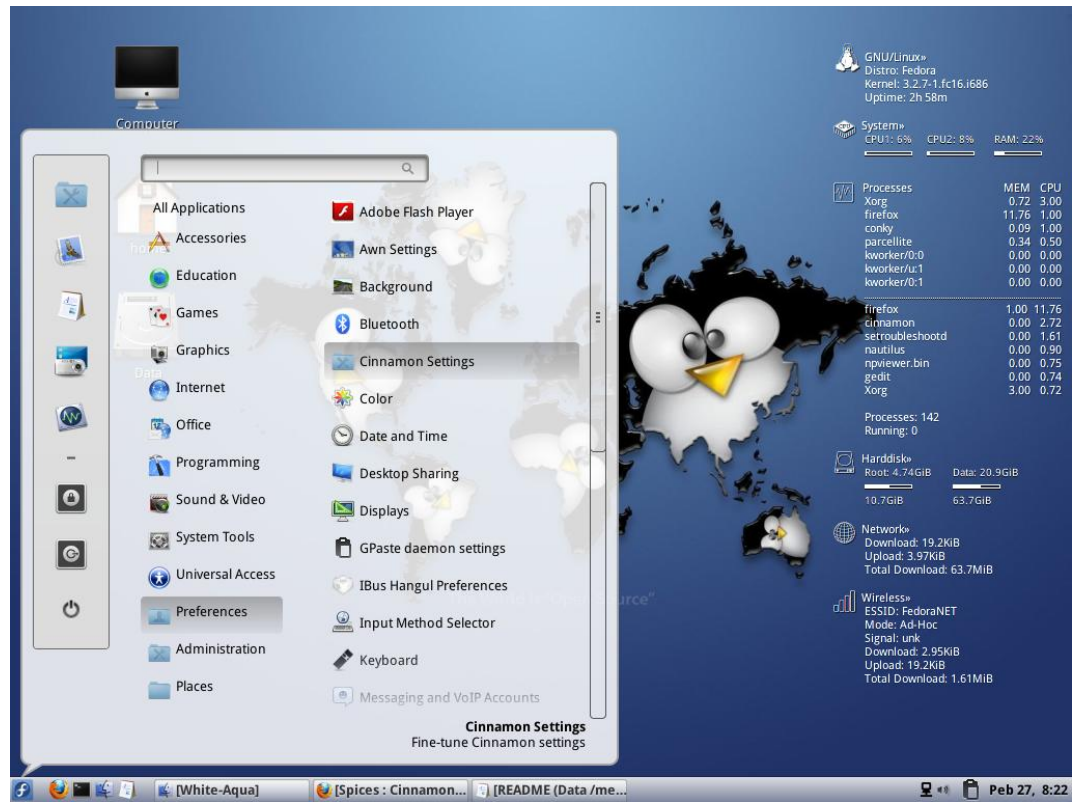 Computer
All Applications
Accessories
Education
Games
Graphics
Internet
Office
Programming
Sound & Video
System Tools
Universal Access
Preferences
Administration
Places
Adobe Flash Player
Awn Settings
Background
Bluetooth
Cinnamon Settings
Color
Date and Time
Desktop Sharing
Displays
GPaste daemon settings
IBus Hangul Preferences
Input Method Selector
Keyboard
Messaging and VoIP Accounts
Cinnamon Settings
Fine-tune Cinnamon settings
Data
GNU/Linux»
Distro: Fedora
Kernel: 3.2.7-1.fc16.i686
Uptime: 2h 58m
System»
CPU1: 6% CPU2: 8% RAM: 22%
Processes MEM CPU
Xorg 0.72 3.00
firefox 11.76 1.00
conky 0.09 1.00
parcellite 0.34 0.50
kworker/0:0 0.00 0.00
kworker/u:1 0.00 0.00
kworker/0:1 0.00 0.00
firefox 1.00 11.76
cinnamon 0.00 2.72
setroubleshootd 0.00 1.61
nautilus 0.00 0.90
npviewer.bin 0.00 0.75
gedit 0.00 0.74
Xorg 3.00 0.72
Processes: 142
Running: 0
Harddisk»
Root: 4.74GiB Data: 20.9GiB
10.7GiB 63.7GiB
Network»
Download: 19.2KiB
Upload: 3.97KiB
Total Download: 63.7MiB
Wireless»
ESSID: FedoraNET
Mode: Ad-Hoc
Signal: unk
Download: 2.95KiB
Upload: 19.2KiB
Total Download: 1.61MiB
[White-Aqua]
[Spices : Cinnamon...
[README (Data /me...
Peb 27, 8:22